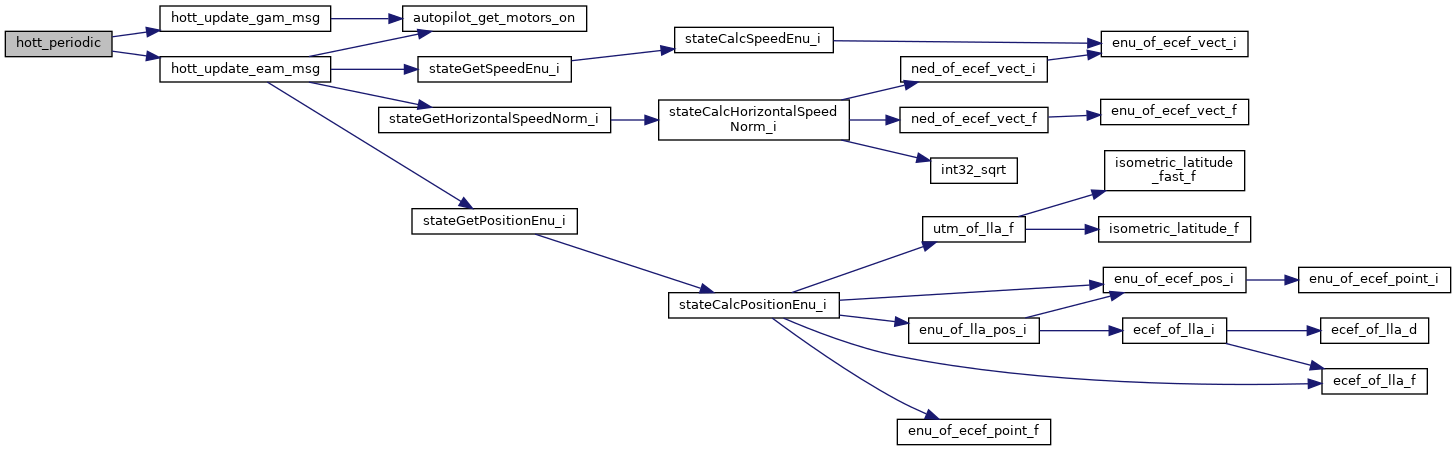 hott_periodic
hott_update_gam_msg
hott_update_eam_msg
autopilot_get_motors_on
stateGetSpeedEnu_i
stateGetHorizontalSpeedNorm_i
stateGetPositionEnu_i
stateCalcSpeedEnu_i
stateCalcHorizontalSpeed
Norm_i
stateCalcPositionEnu_i
ned_of_ecef_vect_i
ned_of_ecef_vect_f
int32_sqrt
utm_of_lla_f
enu_of_lla_pos_i
enu_of_ecef_point_f
enu_of_ecef_vect_i
enu_of_ecef_vect_f
isometric_latitude
_fast_f
isometric_latitude_f
enu_of_ecef_pos_i
ecef_of_lla_i
enu_of_ecef_point_i
ecef_of_lla_d
ecef_of_lla_f